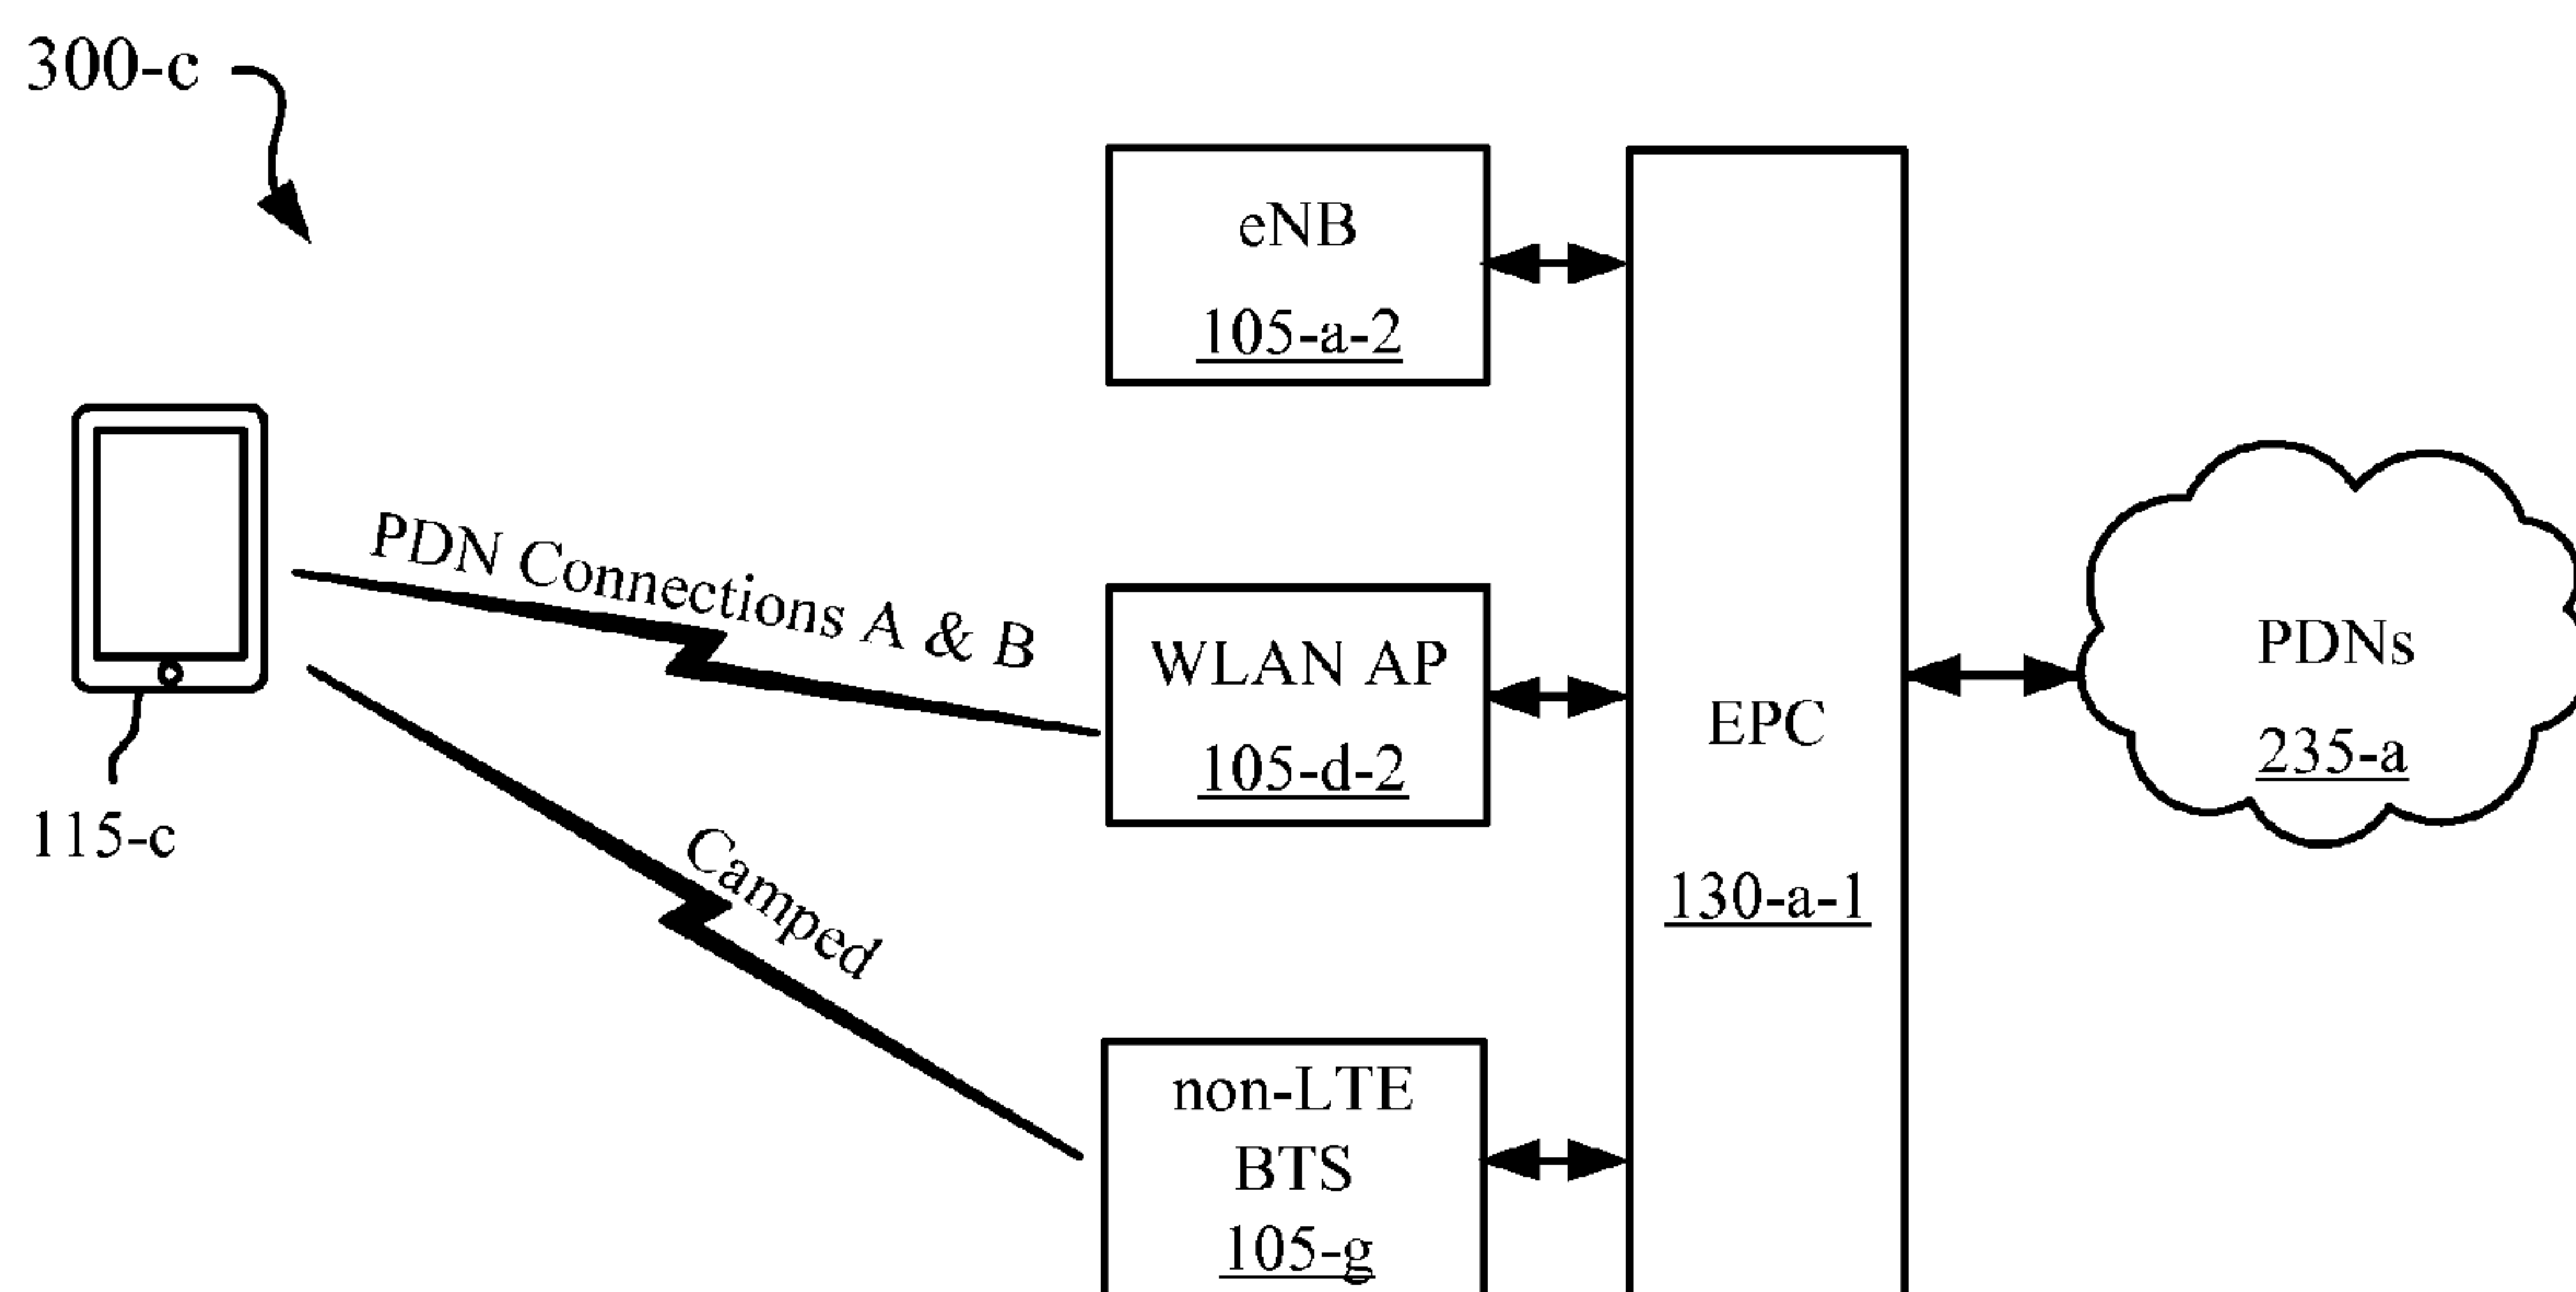 300-c
eNB
105-a-2
PDN Connections A & B
WLAN AP
105-d-2
EPC
130-a-1
PDNs
235-a
115-c
Camped
non-LTE
BTS
105-g